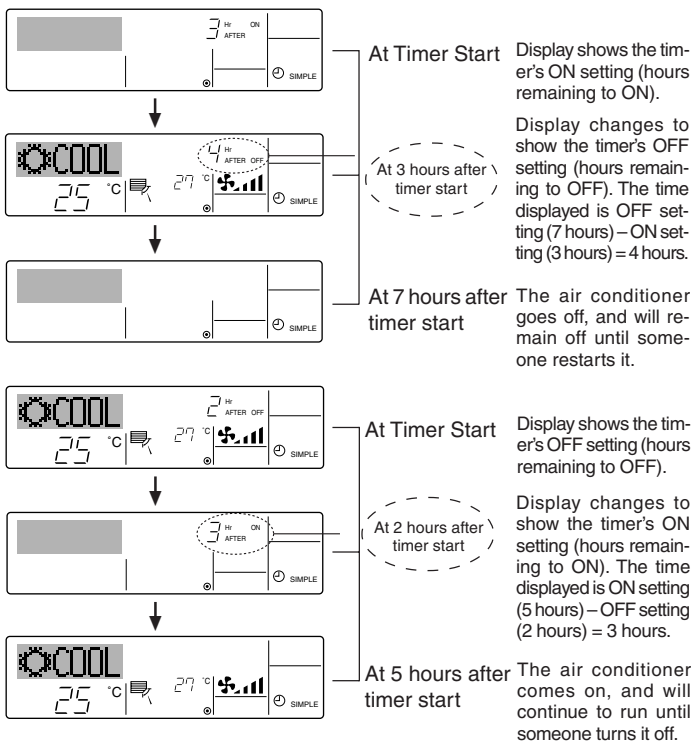 3 Hr ON
AFTER
SIMPLE
At Timer Start
Display shows the tim-
er's ON setting (hours
remaining to ON).
COOL
25 °C
27 °C
4 Hr
AFTER OFF
SIMPLE
At 3 hours after
timer start
Display changes to
show the timer's OFF
setting (hours remain-
ing to OFF). The time
displayed is OFF set-
ting (7 hours) – ON set-
ting (3 hours) = 4 hours.
SIMPLE
At 7 hours after
timer start
The air conditioner
goes off, and will re-
main off until some-
one restarts it.
COOL
25 °C
27 °C
2 Hr
AFTER OFF
SIMPLE
At Timer Start
Display shows the tim-
er's OFF setting (hours
remaining to OFF).
3 Hr ON
AFTER
SIMPLE
At 2 hours after
timer start
Display changes to
show the timer's ON
setting (hours remain-
ing to ON). The time
displayed is ON setting
(5 hours) – OFF setting
(2 hours) = 3 hours.
COOL
25 °C
27 °C
SIMPLE
At 5 hours after
timer start
The air conditioner
comes on, and will
continue to run until
someone turns it off.